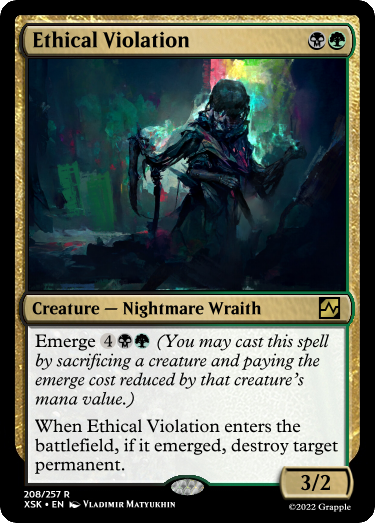 Ethical Violation
Creature — Nightmare Wraith
Emerge 4 (You may cast this spell
by sacrificing a creature and paying the
emerge cost reduced by that creature's
mana value.)
When Ethical Violation enters the
battlefield, if it emerged, destroy target
permanent.
3/2
208/257 R
XSK • EN Vladimir Matyukhin
©2022 Grapple